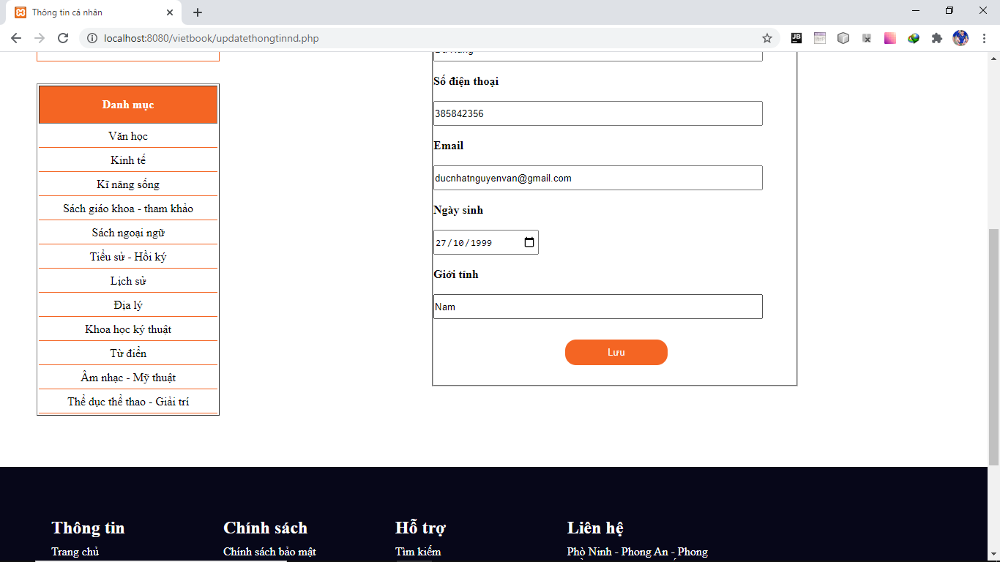 Thông tin cá nhân
localhost:8080/vietbook/updatethongtinnd.php
Danh mục
Văn học
Kinh tế
Kĩ năng sống
Sách giáo khoa - tham khảo
Sách ngoại ngữ
Tiểu sử - Hồi ký
Lịch sử
Địa lý
Khoa học ký thuật
Từ điển
Âm nhạc - Mỹ thuật
Thể dục thể thao - Giải trí
Số điện thoại
385842356
Email
ducnhatnguyenvan@gmail.com
Ngày sinh
27/10/1999
Giới tính
Nam
Lưu
Thông tin
Trang chủ
Chính sách
Chính sách bảo mật
Hỗ trợ
Tìm kiếm
Liên hệ
Phò Ninh - Phong An - Phong